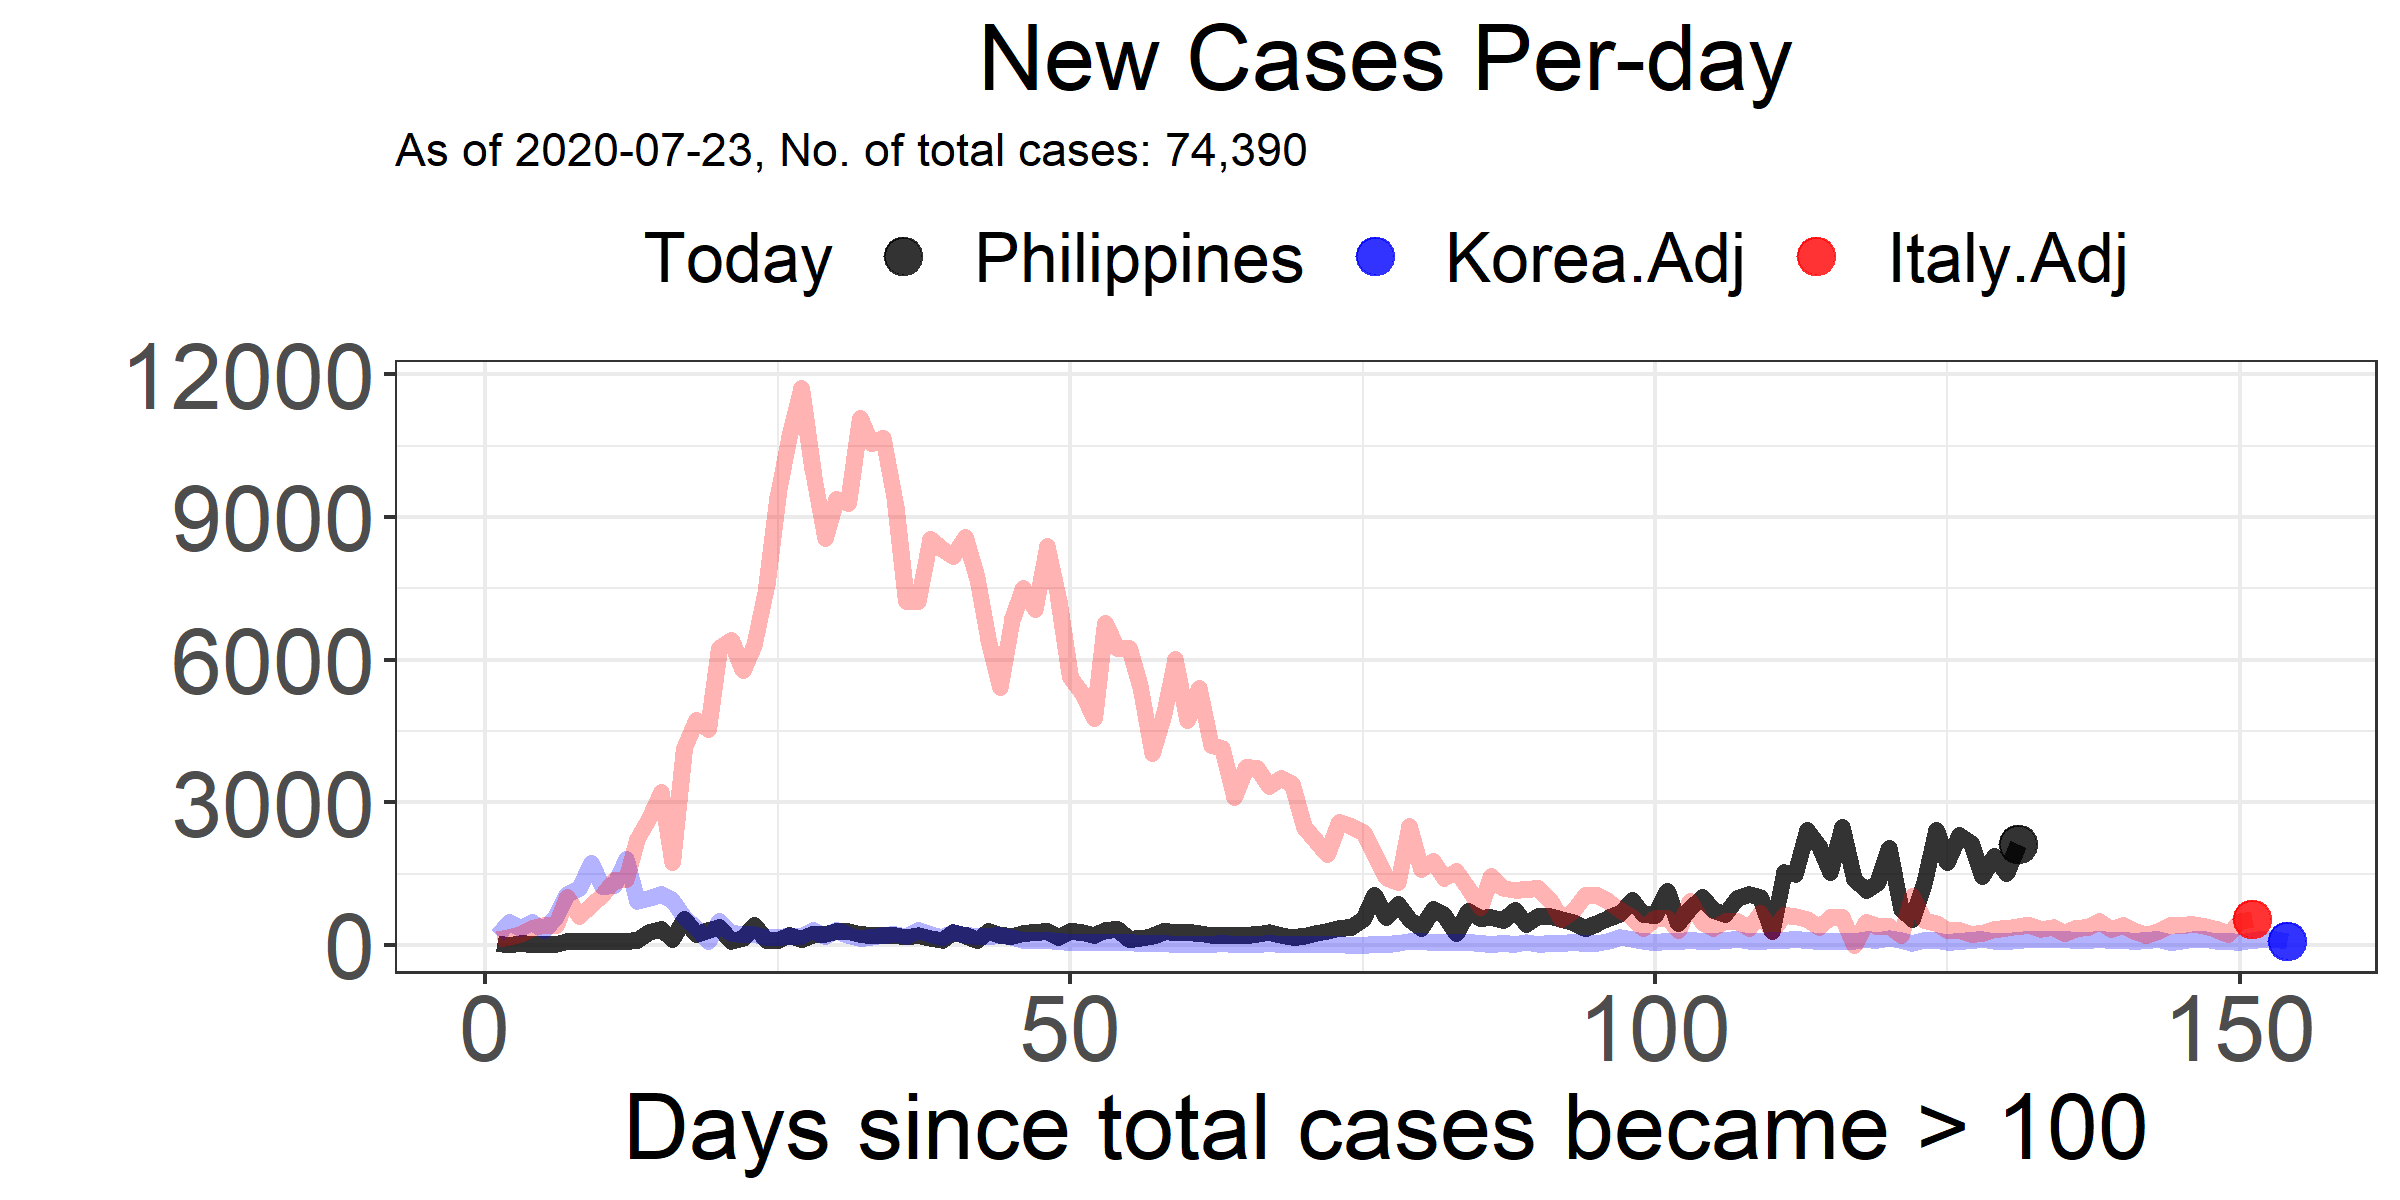 New Cases Per-day
As of 2020-07-23, No. of total cases: 74,390
Today Philippines Korea.Adj Italy.Adj
12000
9000
6000
3000
0
0 50 100 150
Days since total cases became > 100